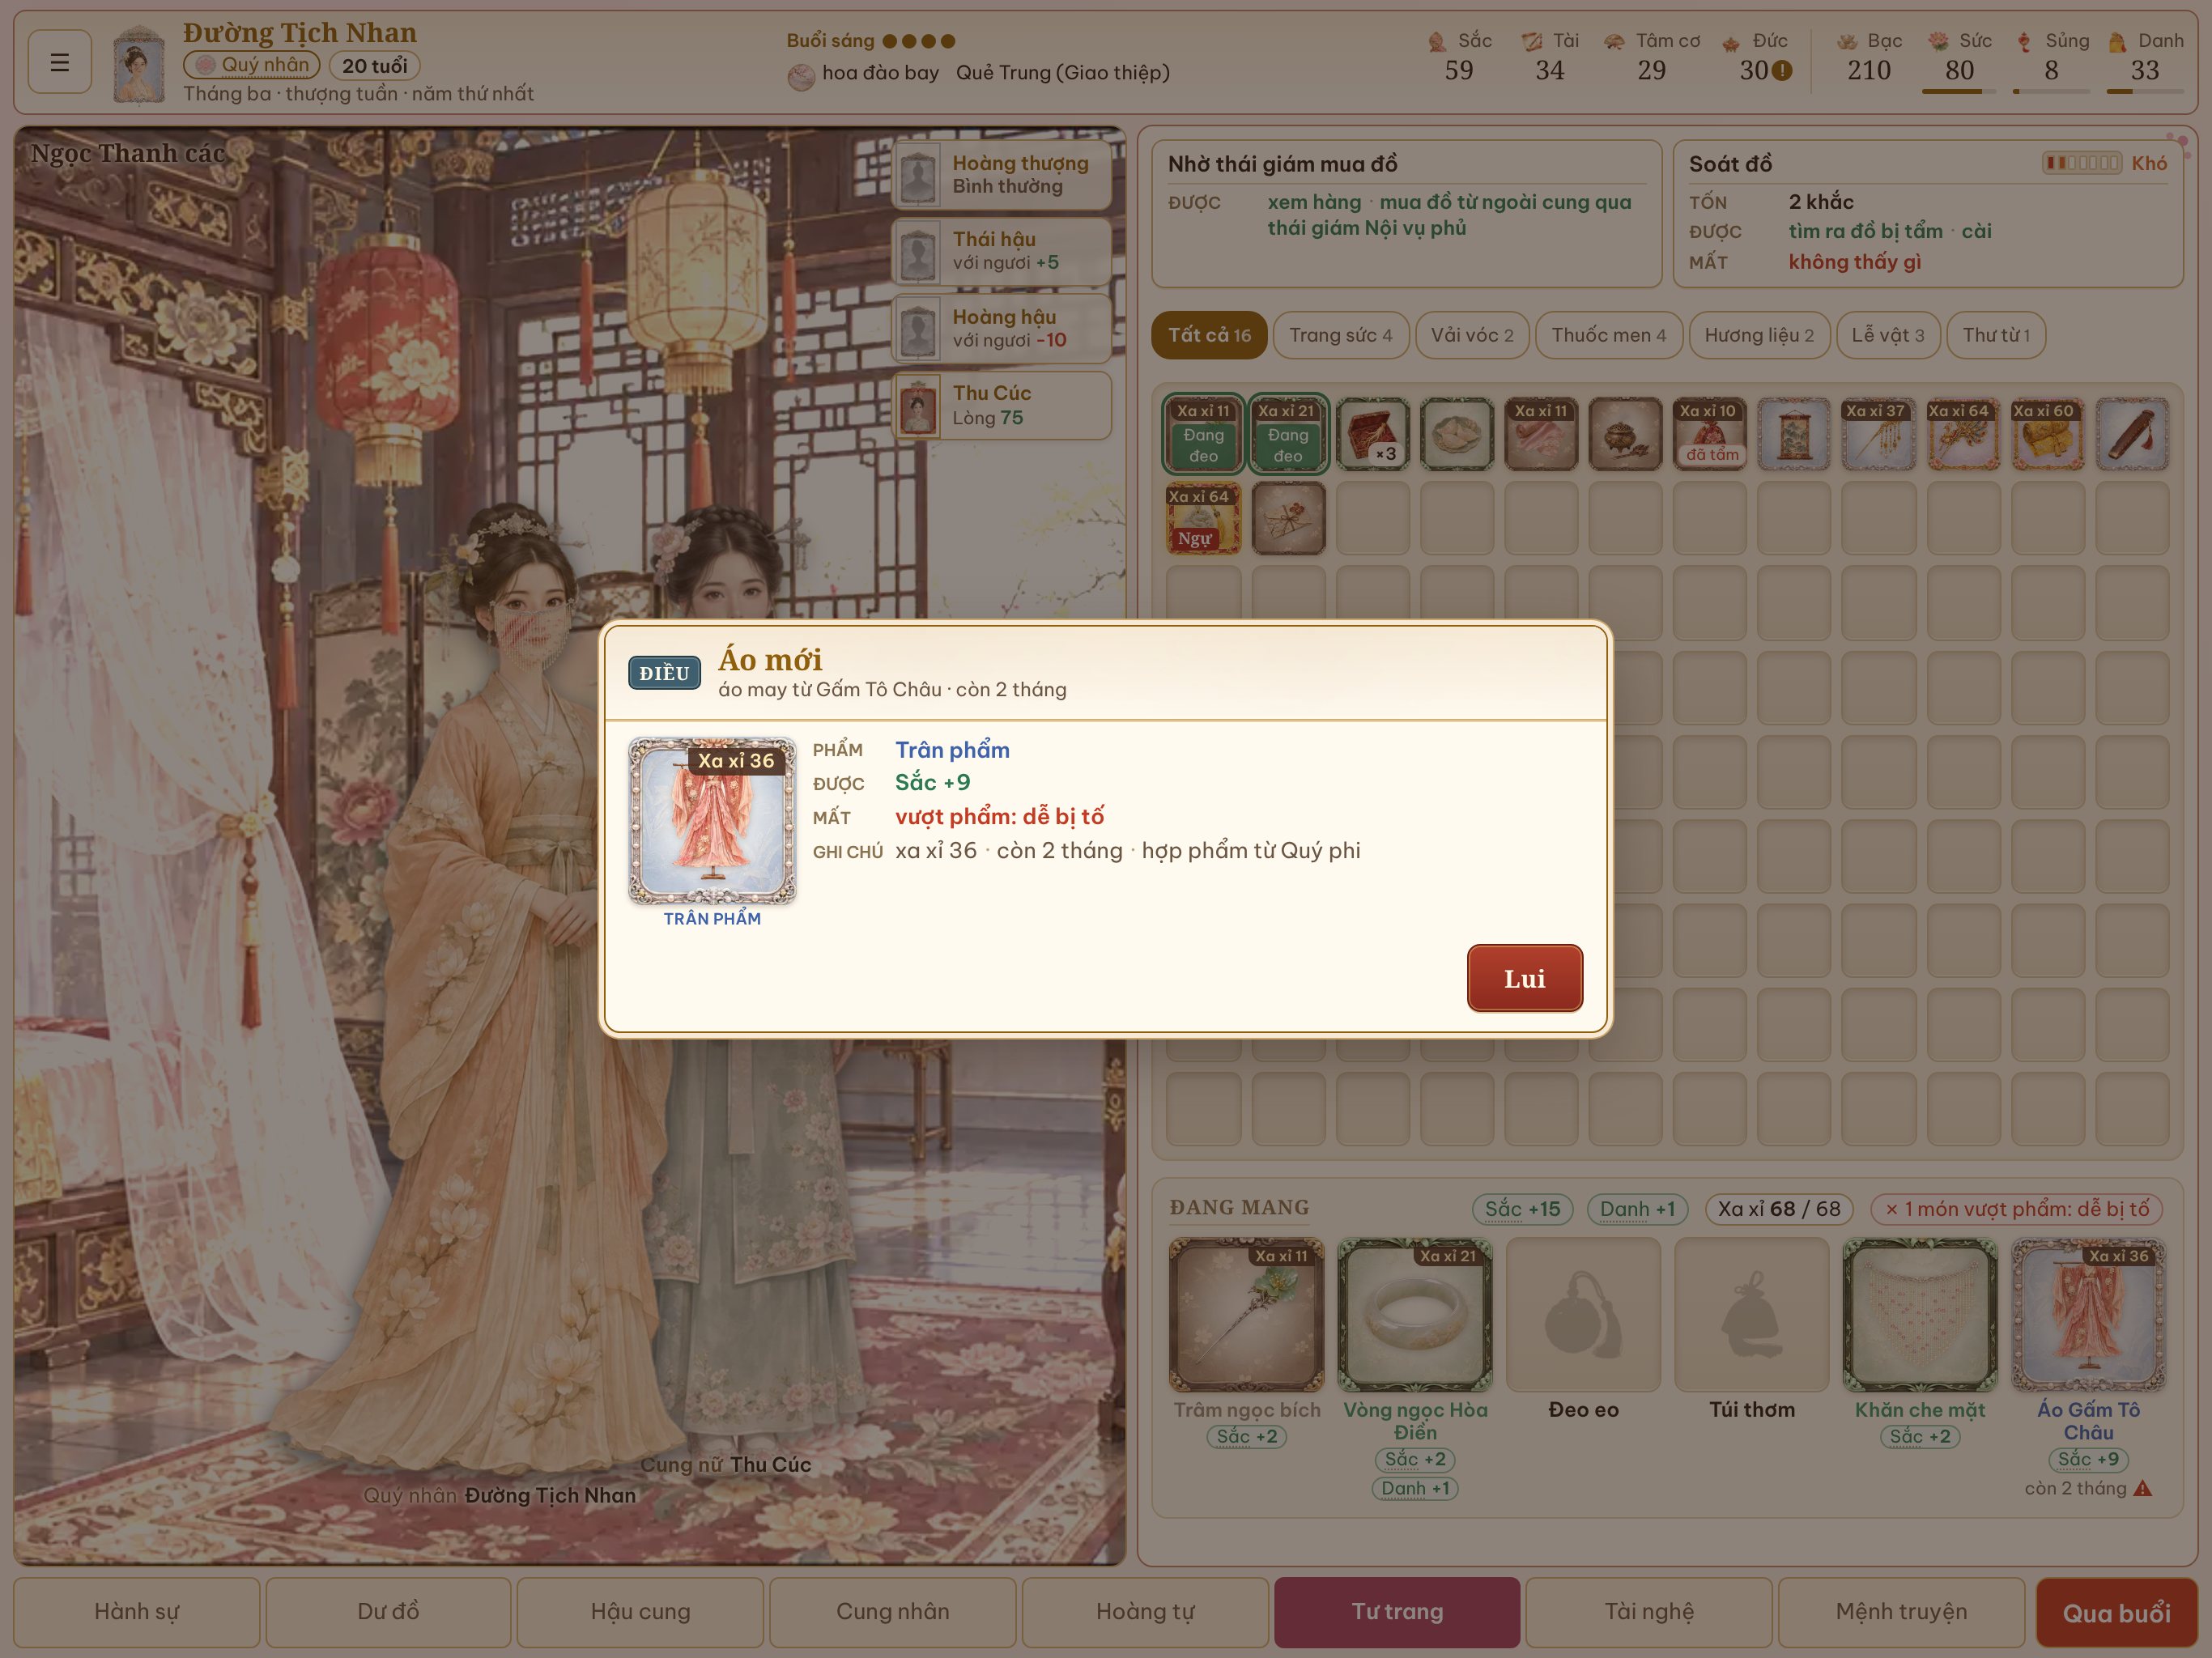 ☰
Đường Tịch Nhan
Quý nhân
20 tuổi
Tháng ba · thượng tuần · năm thứ nhất
Buổi sáng
hoa đào bay Quẻ Trung (Giao thiệp)
Sắc 59
Tài 34
Tâm cơ 29
Đức 30 !
Bạc 210
Sức 80
Sủng 8
Danh 33
Ngọc Thanh các
Hoàng thượng
Bình thường
Thái hậu
với ngươi +5
Hoàng hậu
với ngươi -10
Thu Cúc
Lòng 75
Cung nữ Thu Cúc
Quý nhân Đường Tịch Nhan
Nhờ thái giám mua đồ
ĐƯỢC xem hàng · mua đồ từ ngoài cung qua
thái giám Nội vụ phủ
Soát đồ Khó
TỐN 2 khắc
ĐƯỢC tìm ra đồ bị tẩm · cài
MẤT không thấy gì
Tất cả 16
Trang sức 4
Vải vóc 2
Thuốc men 4
Hương liệu 2
Lễ vật 3
Thư từ 1
Xa xỉ 11
Đang
đeo
Xa xỉ 21
Đang
đeo
×3
Xa xỉ 11
Xa xỉ 10
đã tẩm
Xa xỉ 37
Xa xỉ 64
Xa xỉ 60
Xa xỉ 64
Ngự
ĐIỀU
Áo mới
áo may từ Gấm Tô Châu · còn 2 tháng
Xa xỉ 36
TRÂN PHẨM
PHẨM Trân phẩm
ĐƯỢC Sắc +9
MẤT vượt phẩm: dễ bị tố
GHI CHÚ xa xỉ 36 · còn 2 tháng · hợp phẩm từ Quý phi
Lui
ĐANG MANG
Sắc +15
Danh +1
Xa xỉ 68 / 68
× 1 món vượt phẩm: dễ bị tố
Xa xỉ 11
Trâm ngọc bích
Sắc +2
Xa xỉ 21
Vòng ngọc Hòa
Điền
Sắc +2
Danh +1
Đeo eo
Túi thơm
Khăn che mặt
Sắc +2
Xa xỉ 36
Áo Gấm Tô
Châu
Sắc +9
còn 2 tháng
Hành sự
Dư đồ
Hậu cung
Cung nhân
Hoàng tự
Tư trang
Tài nghệ
Mệnh truyện
Qua buổi